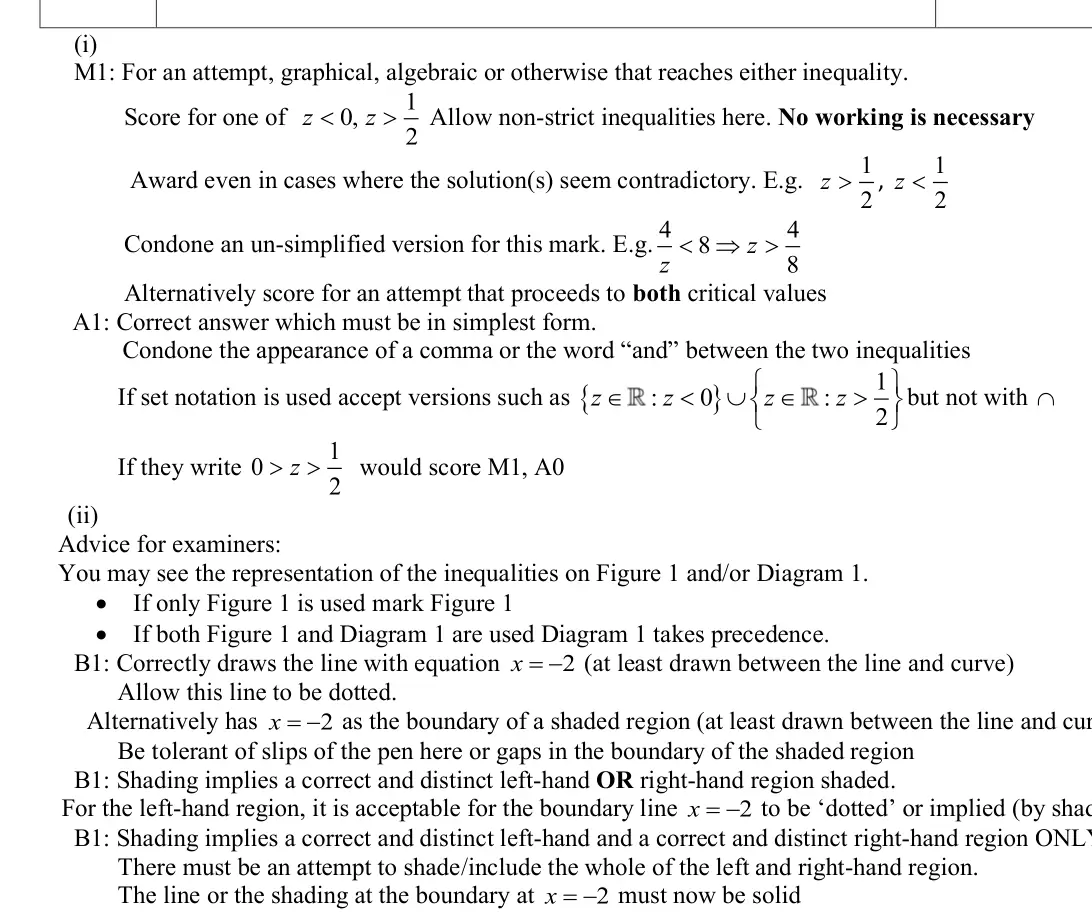 (i)
M1: For an attempt, graphical, algebraic or otherwise that reaches either inequality.
Score for one of z < 0, z > 1/2 Allow non-strict inequalities here. No working is necessary
Award even in cases where the solution(s) seem contradictory. E.g. z > 1/2, z < 1/2
Condone an un-simplified version for this mark. E.g. 4/z < 8 ⇒ z > 4/8
Alternatively score for an attempt that proceeds to both critical values
A1: Correct answer which must be in simplest form.
Condone the appearance of a comma or the word “and” between the two inequalities
If set notation is used accept versions such as {z ∈ ℝ : z < 0} ∪ {z ∈ ℝ : z > 1/2} but not with ∩
If they write 0 > z > 1/2 would score M1, A0
(ii)
Advice for examiners:
You may see the representation of the inequalities on Figure 1 and/or Diagram 1.
• If only Figure 1 is used mark Figure 1
• If both Figure 1 and Diagram 1 are used Diagram 1 takes precedence.
B1: Correctly draws the line with equation x = −2 (at least drawn between the line and curve)
Allow this line to be dotted.
Alternatively has x = −2 as the boundary of a shaded region (at least drawn between the line and
Be tolerant of slips of the pen here or gaps in the boundary of the shaded region
B1: Shading implies a correct and distinct left-hand OR right-hand region shaded.
For the left-hand region, it is acceptable for the boundary line x = −2 to be ‘dotted’ or implied (by
B1: Shading implies a correct and distinct left-hand and a correct and distinct right-hand region ONLY
There must be an attempt to shade/include the whole of the left and right-hand region.
The line or the shading at the boundary at x = −2 must now be solid